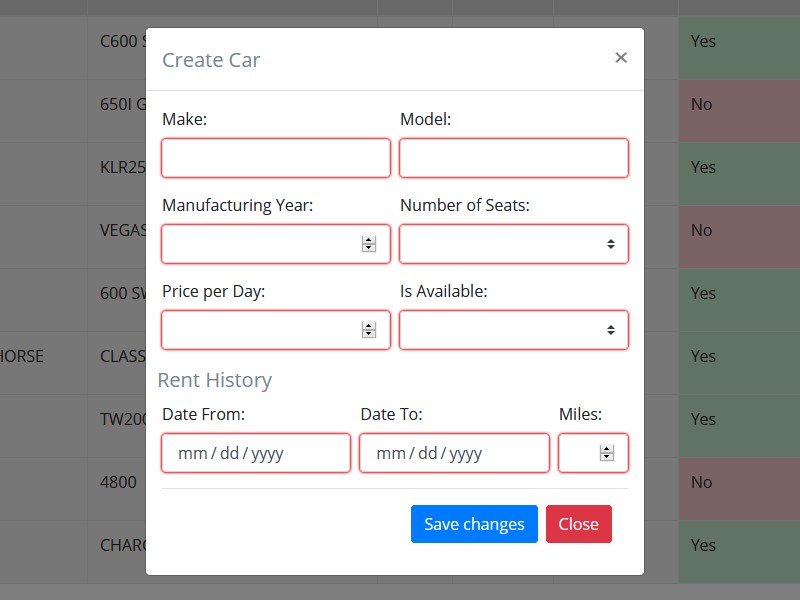 Create Car ×
Make: Model:
Manufacturing Year: Number of Seats:
Price per Day: Is Available:
Rent History
Date From: Date To: Miles:
mm / dd / yyyy mm / dd / yyyy
Save changes Close
C600 Yes
650I No
KLR25 Yes
VEGAS No
600 Yes
HORSE CLASS Yes
TW200 Yes
4800 No
CHARG Yes